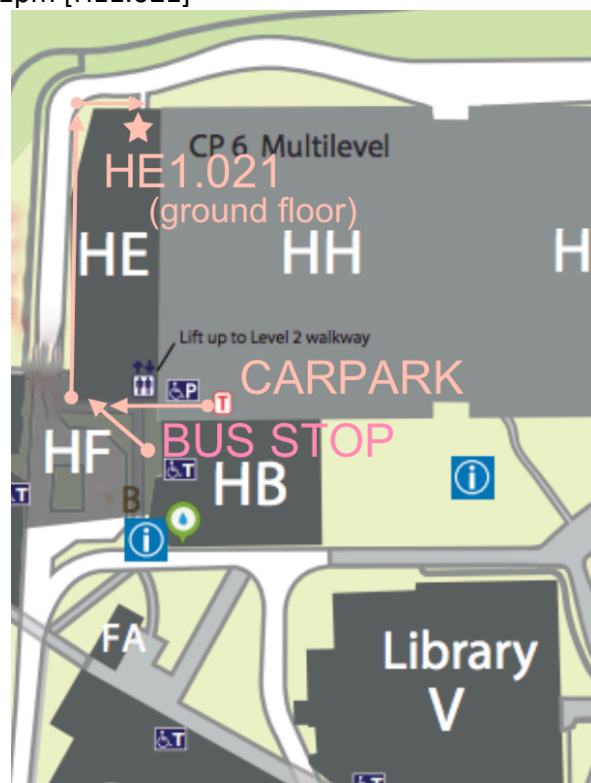 CP 6 Multilevel
HE1.021
(ground floor)
HE
HH
H
Lift up to Level 2 walkway
P
CARPARK
T
BUS STOP
HF
T
HB
i
T
B
i
FA
Library
V
T
T